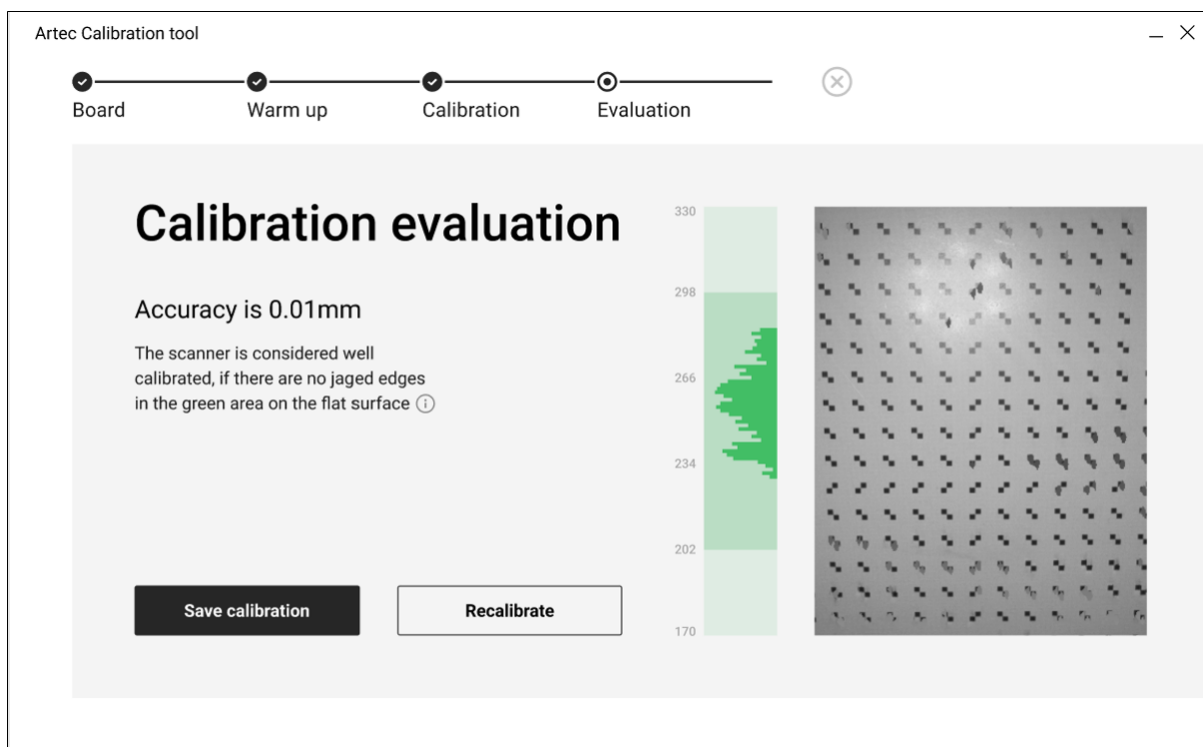 Artec Calibration tool
Board
Warm up
Calibration
Evaluation
Calibration evaluation
Accuracy is 0.01mm
The scanner is considered well
calibrated, if there are no jaged edges
in the green area on the flat surface
Save calibration
Recalibrate
330
298
266
234
202
170